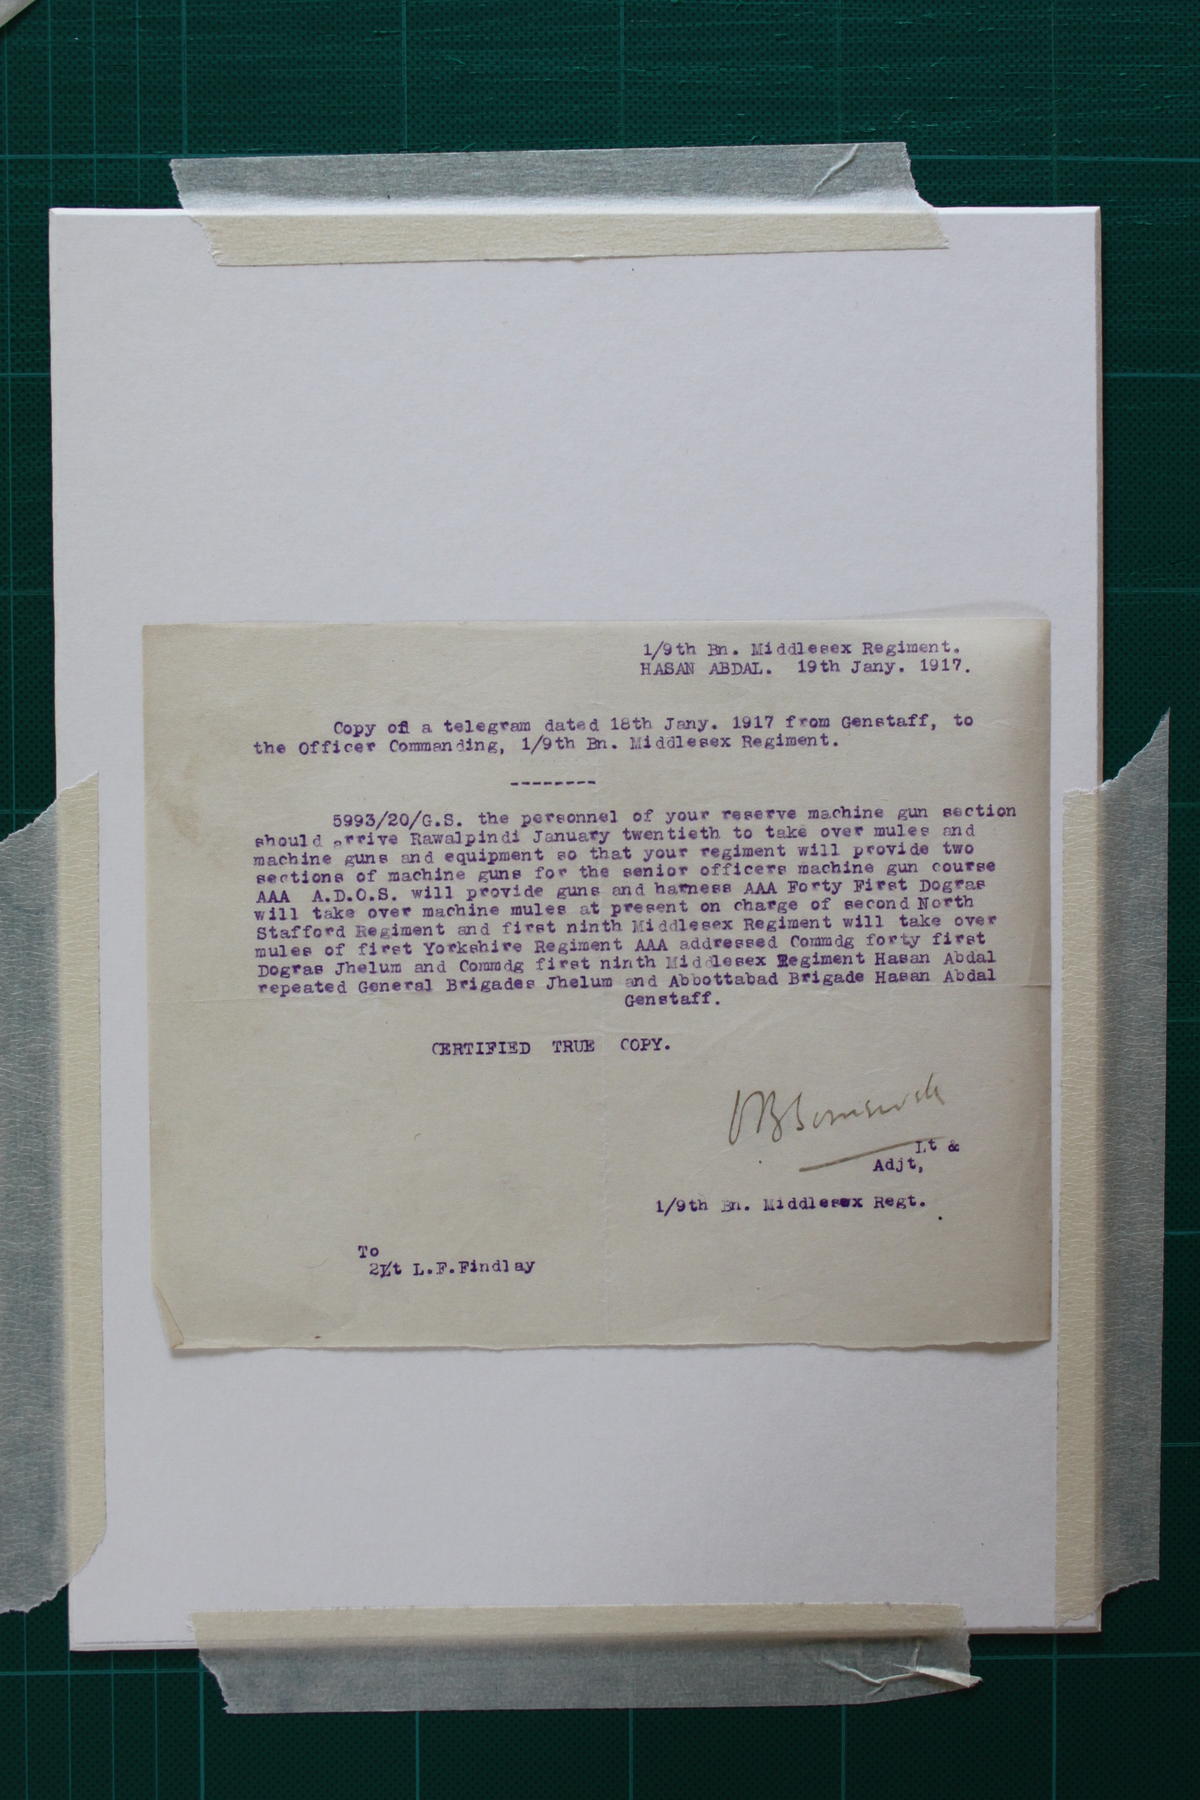 1/9th Bn. Middlesex Regiment.
HASAN ABDAL. 19th Jany. 1917.
Copy of a telegram dated 18th Jany. 1917 from Genstaff, to
the Officer Commanding, 1/9th Bn. Middlesex Regiment.
--------
5993/20/G.S. the personnel of your reserve machine gun section
should arrive Rawalpindi January twentieth to take over mules and
machine guns and equipment so that your regiment will provide two
sections of machine guns for the senior officers machine gun course
AAA A.D.O.S. will provide guns and harness AAA Forty First Dogras
will take over machine mules at present on charge of second North
Stafford Regiment and first ninth Middlesex Regiment will take over
mules of first Yorkshire Regiment AAA addressed Commdg forty first
Dogras Jhelum and Commdg first ninth Middlesex Regiment Hasan Abdal
repeated General Brigades Jhelum and Abbottabad Brigade Hasan Abdal
Genstaff.
CERTIFIED TRUE COPY.
Lt &
Adjt,
1/9th Bn. Middlesex Regt.
To
2Lt L.F.Findlay